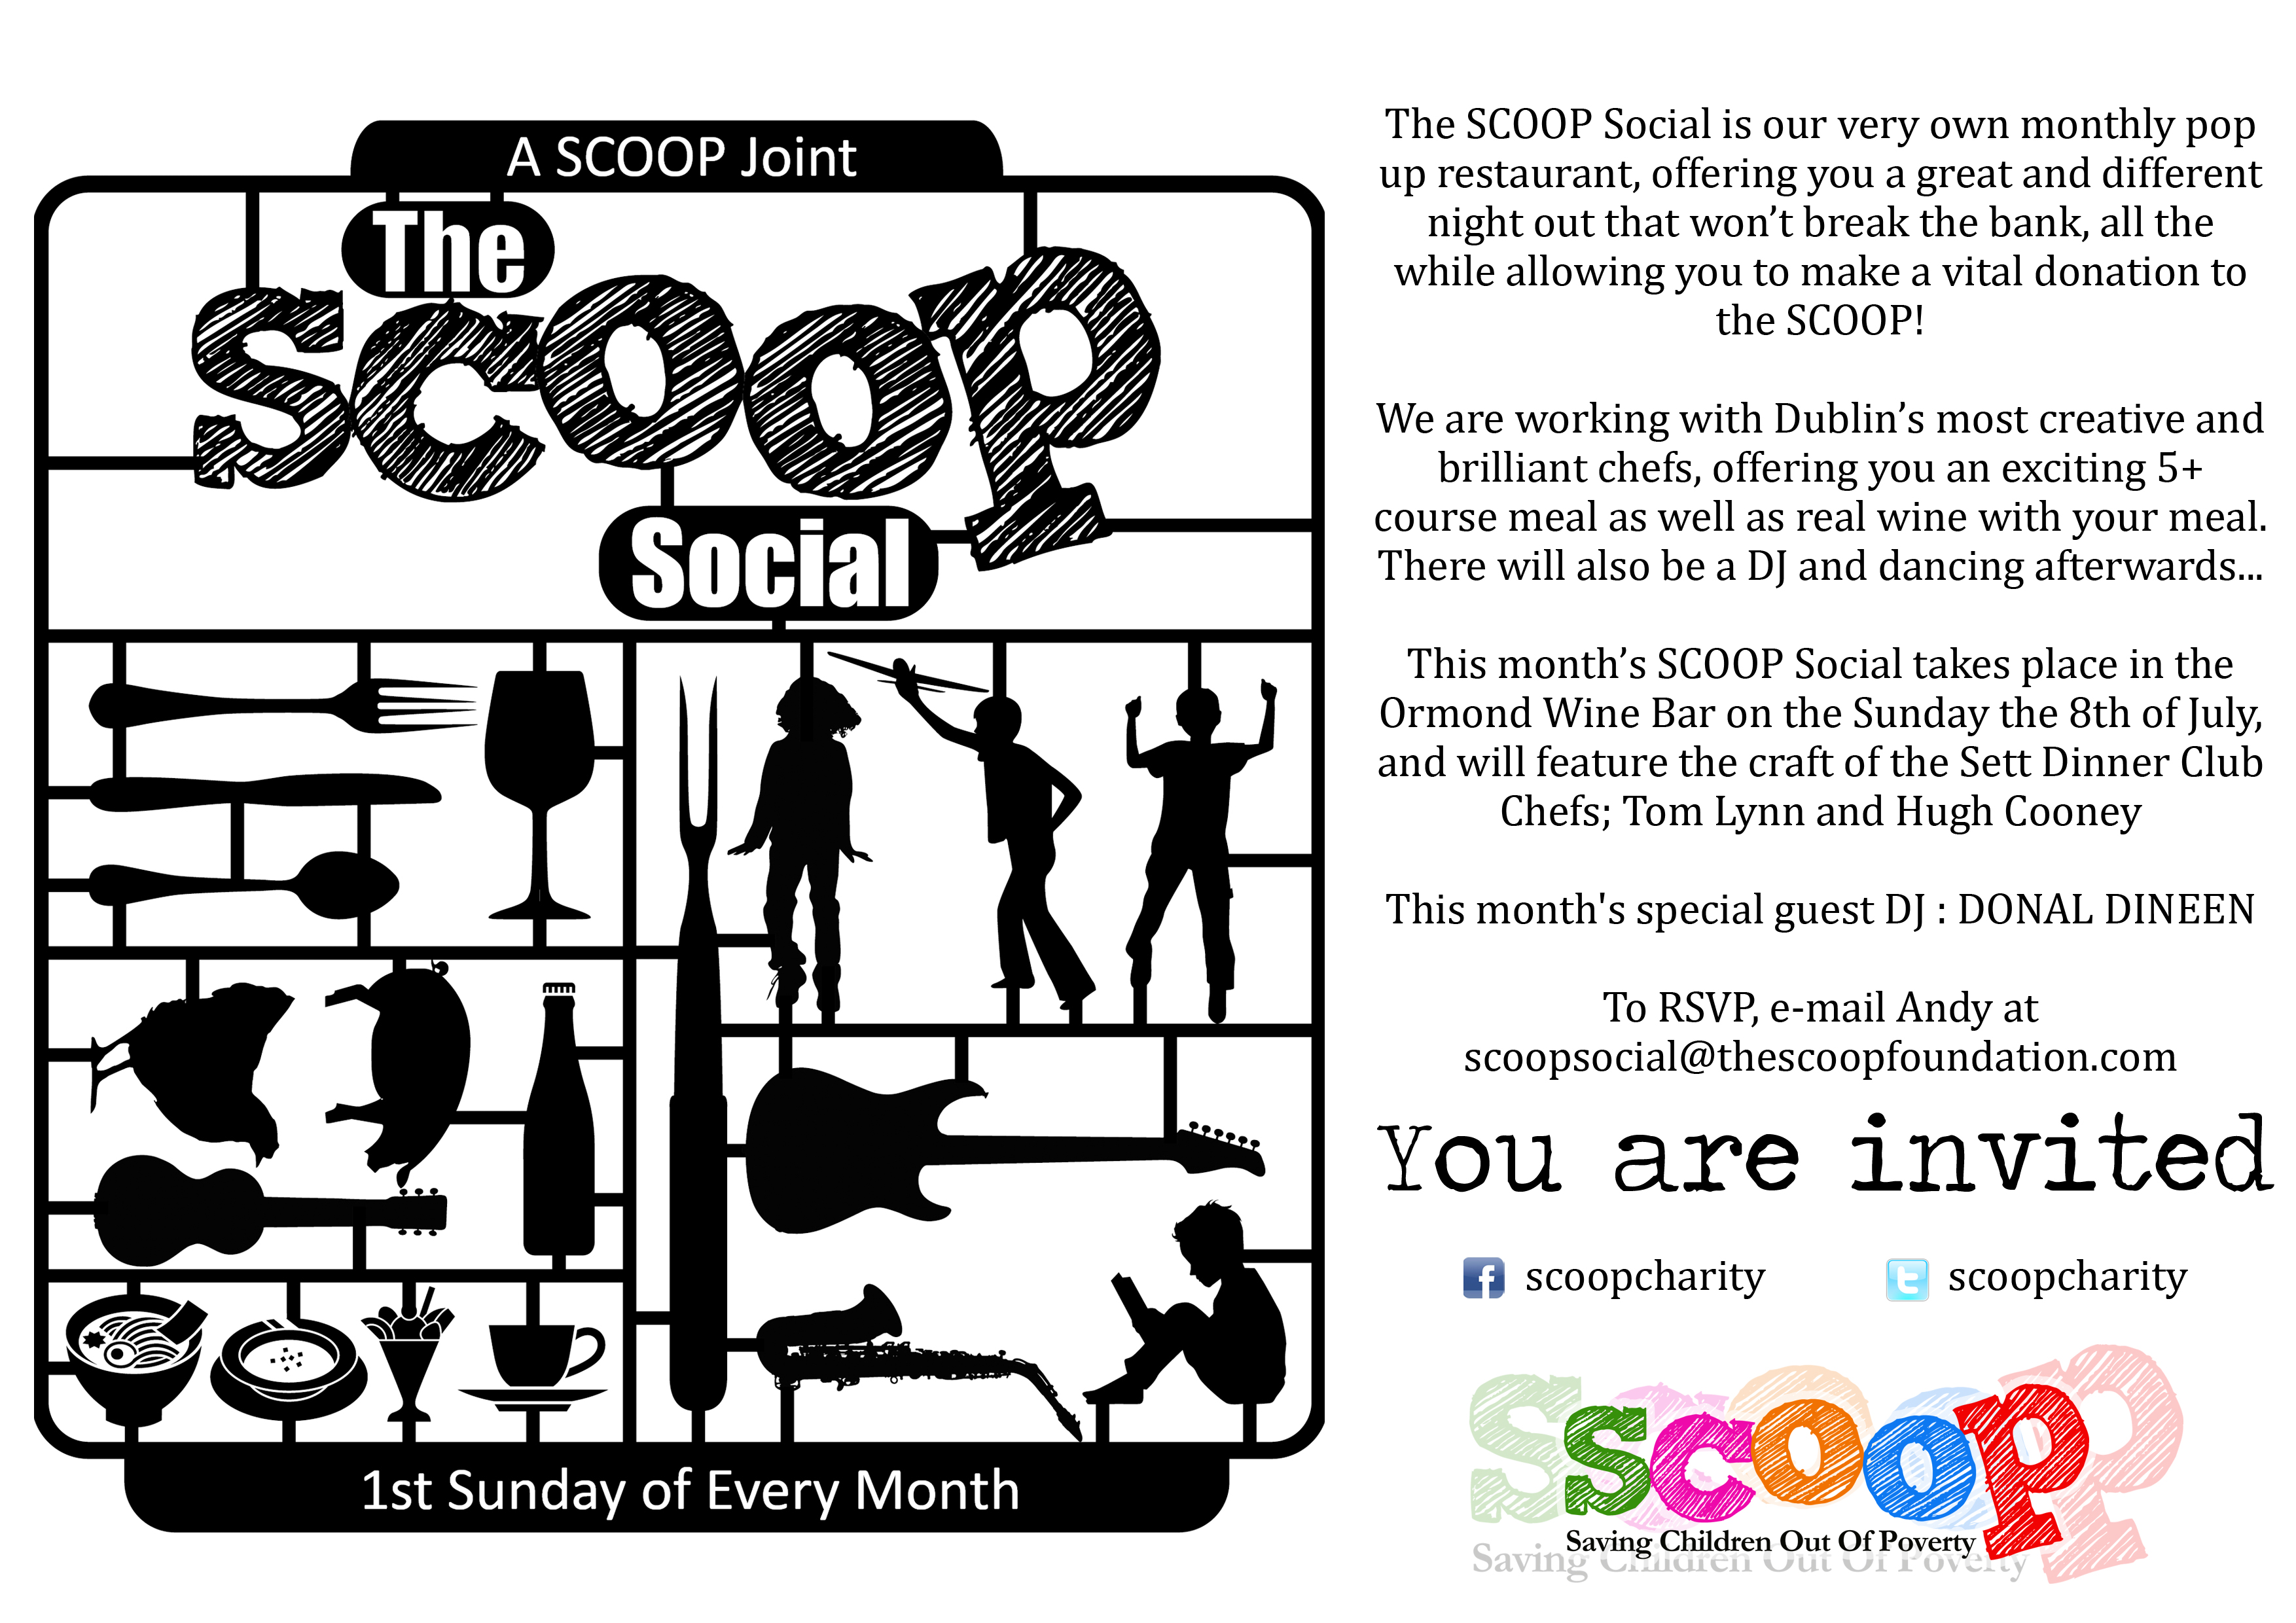 A SCOOP Joint
The
scoop
Social
1st Sunday of Every Month
The SCOOP Social is our very own monthly pop
up restaurant, offering you a great and different
night out that won’t break the bank, all the
while allowing you to make a vital donation to
the SCOOP!
We are working with Dublin’s most creative and
brilliant chefs, offering you an exciting 5+
course meal as well as real wine with your meal.
There will also be a DJ and dancing afterwards...
This month’s SCOOP Social takes place in the
Ormond Wine Bar on the Sunday the 8th of July,
and will feature the craft of the Sett Dinner Club
Chefs; Tom Lynn and Hugh Cooney
This month's special guest DJ : DONAL DINEEN
To RSVP, e-mail Andy at
scoopsocial@thescoopfoundation.com
You are invited
f scoopcharity
t scoopcharity
scoop
Saving Children Out Of Poverty
Saving Children Out Of Poverty